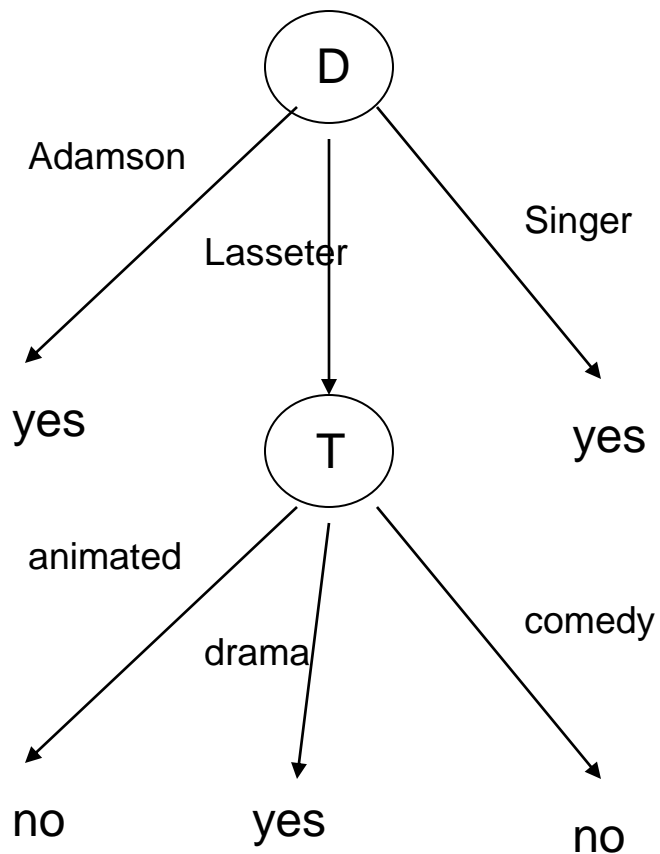 D
Adamson
Singer
Lasseter
yes
yes
T
animated
comedy
drama
no
yes
no